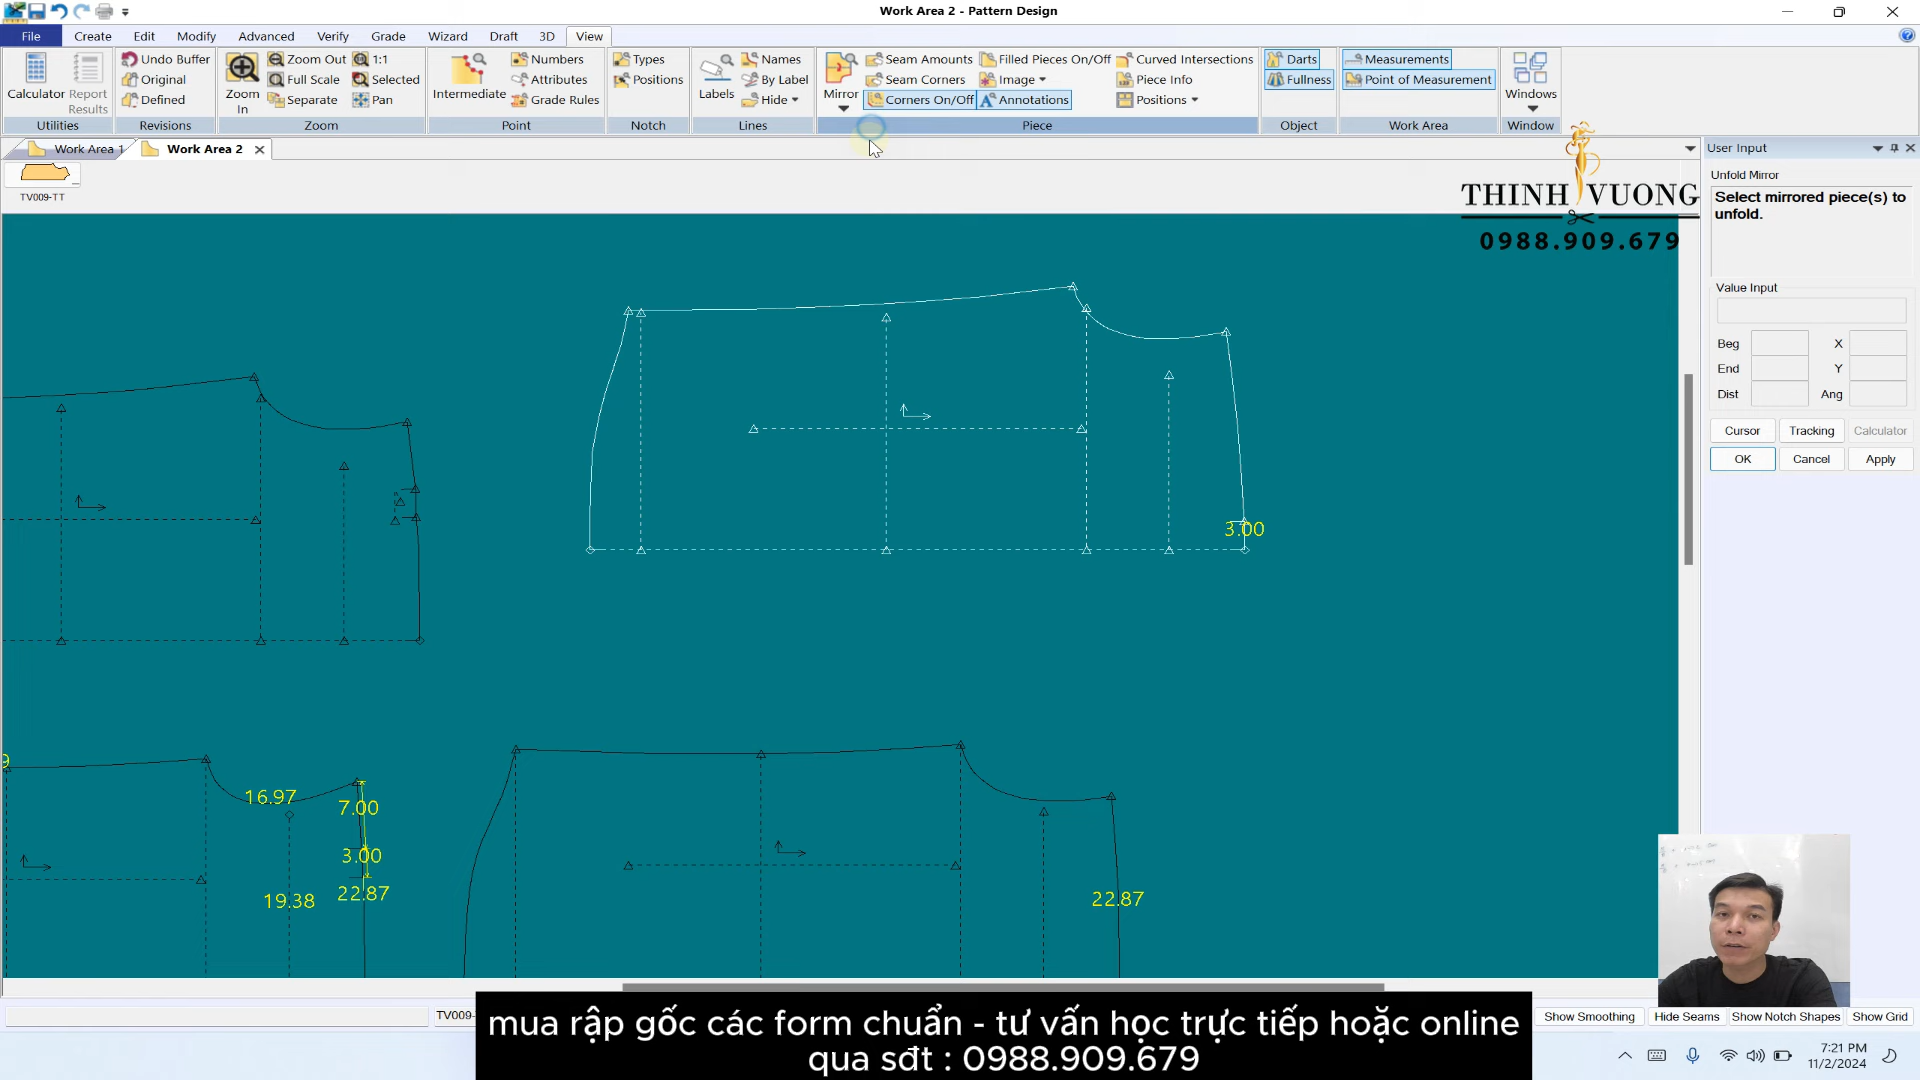 Work Area 2 - Pattern Design
File Create Edit Modify Advanced Verify Grade Wizard Draft 3D View
Calculator
Report Results
Utilities
Undo Buffer
Original
Defined
Revisions
Zoom In
Zoom Out 1:1
Full Scale Selected
Separate Pan
Zoom
Intermediate
Numbers
Attributes
Grade Rules
Point
Types
Positions
Notch
Labels
Names
By Label
Hide
Lines
Mirror
Seam Amounts Filled Pieces On/Off Curved Intersections
Seam Corners Image Piece Info
Corners On/Off Annotations Positions
Piece
Darts
Fullness
Object
Measurements
Point of Measurement
Work Area
Windows
Window
Work Area 1 Work Area 2
TV009-TT
THINH VUONG
0988.909.679
User Input
Unfold Mirror
Select mirrored piece(s) to
unfold.
Value Input
Beg X
End Y
Dist Ang
Cursor Tracking Calculator
OK Cancel Apply
3.00
9
16.97
7.00
3.00
22.87
19.38
22.87
TV009-
mua rập gốc các form chuẩn - tư vấn học trực tiếp hoặc online
qua sđt : 0988.909.679
Show Smoothing Hide Seams Show Notch Shapes Show Grid
7:21 PM
11/2/2024